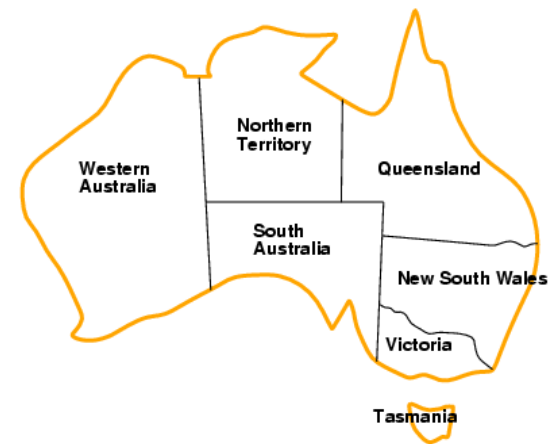 Northern
Territory
Western
Australia
Queensland
South
Australia
New South Wales
Victoria
Tasmania